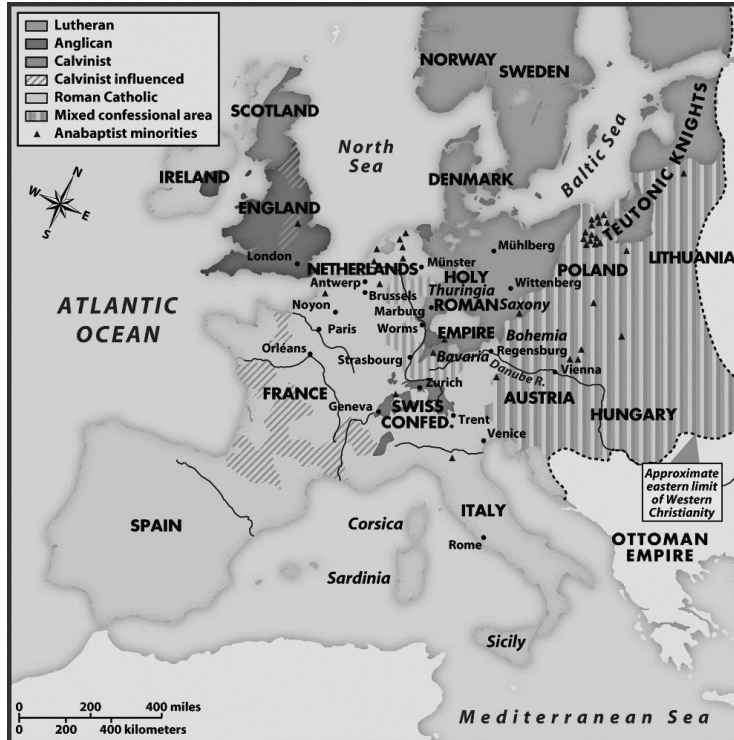 Lutheran
Anglican
Calvinist
Calvinist influenced
Roman Catholic
Mixed confessional area
Anabaptist minorities
N
W
E
S
NORWAY
SWEDEN
SCOTLAND
North
Sea
Baltic Sea
TEUTONIC KNIGHTS
IRELAND
DENMARK
ENGLAND
London
NETHERLANDS
Münster
Mühlberg
HOLY
ROMAN
EMPIRE
POLAND
LITHUANIA
Antwerp
Brussels
Thuringia
Wittenberg
Marburg
Saxony
Noyon
Worms
Paris
Bohemia
ATLANTIC
OCEAN
Orléans
Strasbourg
Bavaria
Regensburg
Danube R.
Vienna
Zurich
FRANCE
Geneva
SWISS
CONFED.
AUSTRIA
HUNGARY
Trent
Venice
Approximate
eastern limit
of Western
Christianity
SPAIN
Corsica
ITALY
Rome
OTTOMAN
EMPIRE
Sardinia
Sicily
0 200 400 miles
0 200 400 kilometers
Mediterranean Sea